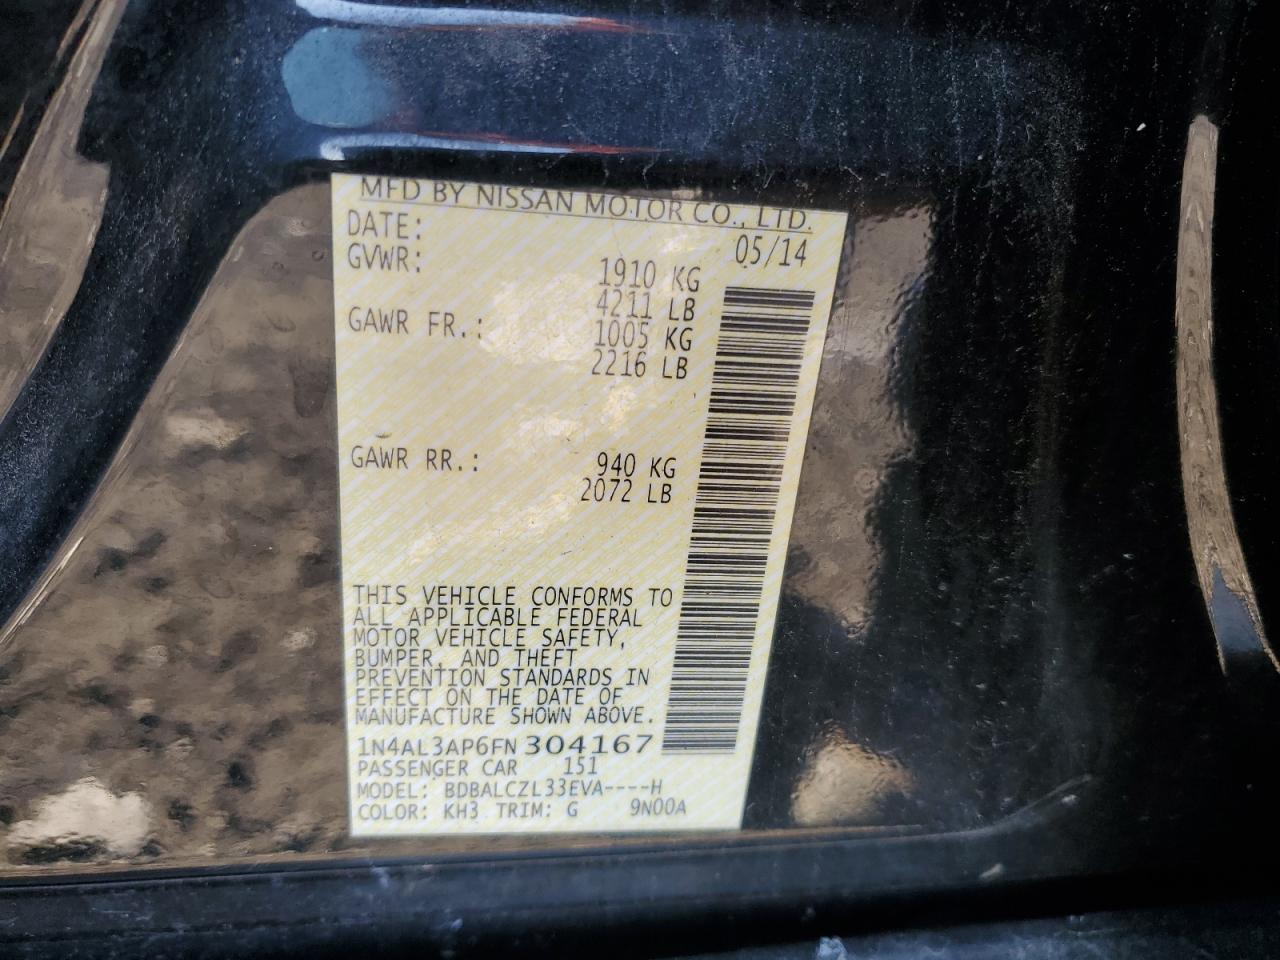 MFD BY NISSAN MOTOR CO., LTD.
DATE: 05/14
GVWR: 1910 KG
4211 LB
GAWR FR.: 1005 KG
2216 LB
GAWR RR.: 940 KG
2072 LB
THIS VEHICLE CONFORMS TO
ALL APPLICABLE FEDERAL
MOTOR VEHICLE SAFETY,
BUMPER, AND THEFT
PREVENTION STANDARDS IN
EFFECT ON THE DATE OF
MANUFACTURE SHOWN ABOVE.
1N4AL3AP6FN 304167
PASSENGER CAR 151
MODEL: BDBALCZL33EVA----H
COLOR: KH3 TRIM: G 9N00A